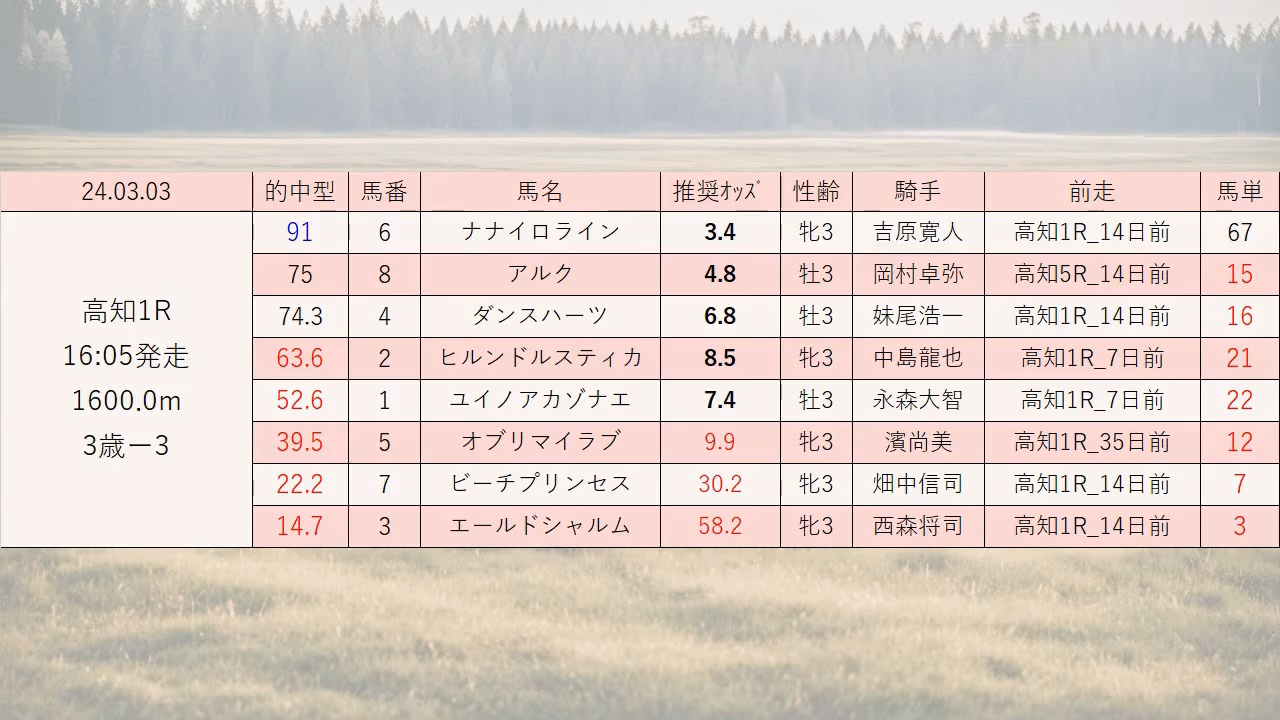 24.03.03 的中型 馬番 馬名 推奨ｵｯｽﾞ 性齢 騎手 前走 馬単
高知1R
16:05発走
1600.0m
3歳ー3
91 6 ナナイロライン 3.4 牝3 吉原寛人 高知1R_14日前 67
75 8 アルク 4.8 牡3 岡村卓弥 高知5R_14日前 15
74.3 4 ダンスハーツ 6.8 牡3 妹尾浩一 高知1R_14日前 16
63.6 2 ヒルンドルスティカ 8.5 牝3 中島龍也 高知1R_7日前 21
52.6 1 ユイノアカゾナエ 7.4 牡3 永森大智 高知1R_7日前 22
39.5 5 オブリマイラブ 9.9 牝3 濱尚美 高知1R_35日前 12
22.2 7 ビーチプリンセス 30.2 牝3 畑中信司 高知1R_14日前 7
14.7 3 エールドシャルム 58.2 牝3 西森将司 高知1R_14日前 3